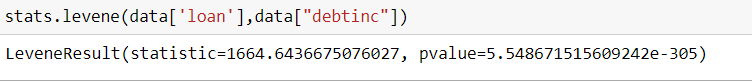 stats.levene(data['loan'],data["debtinc"])
LeveneResult(statistic=1664.6436675076027, pvalue=5.548671515609242e-305)